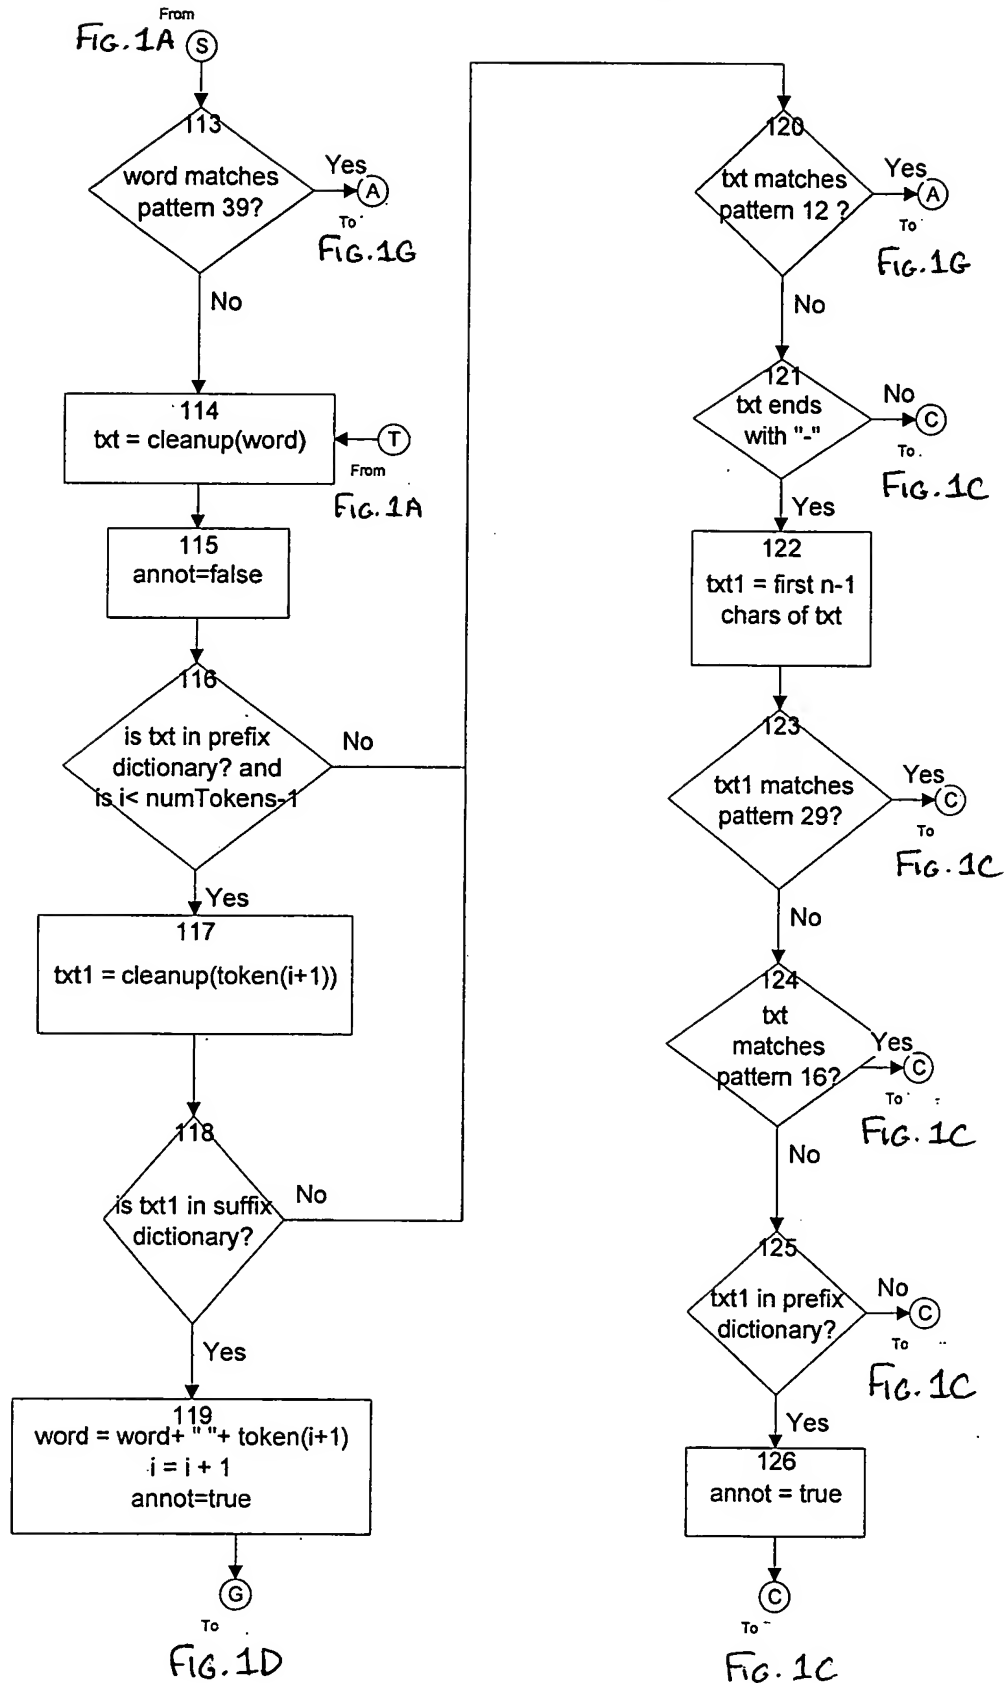 From
FIG. 1A
S
113
word matches
pattern 39?
Yes
A
To
FIG. 1G
No
114
txt = cleanup(word)
T
From
FIG. 1A
115
annot=false
116
is txt in prefix
dictionary? and
is i< numTokens-1
No
Yes
117
txt1 = cleanup(token(i+1))
118
is txt1 in suffix
dictionary?
No
Yes
119
word = word+ " "+ token(i+1)
i = i + 1
annot=true
G
To
FIG. 1D
120
txt matches
pattern 12 ?
Yes
A
To
FIG. 1G
No
121
txt ends
with "-"
No
C
To
FIG. 1C
Yes
122
txt1 = first n-1
chars of txt
123
txt1 matches
pattern 29?
Yes
C
To
FIG. 1C
No
124
txt
matches
pattern 16?
Yes
C
To
FIG. 1C
No
125
txt1 in prefix
dictionary?
No
C
To
FIG. 1C
Yes
126
annot = true
C
To
FIG. 1C